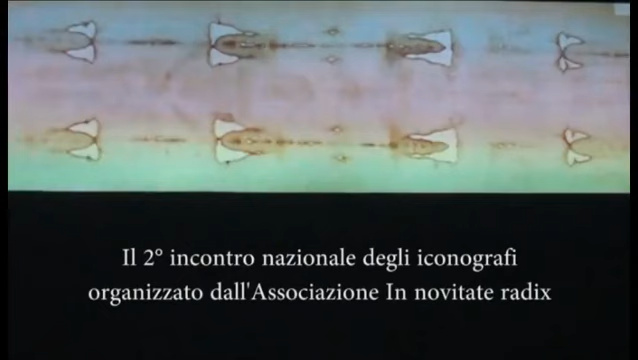 Il 2° incontro nazionale degli iconografi
organizzato dall'Associazione In novitate radix